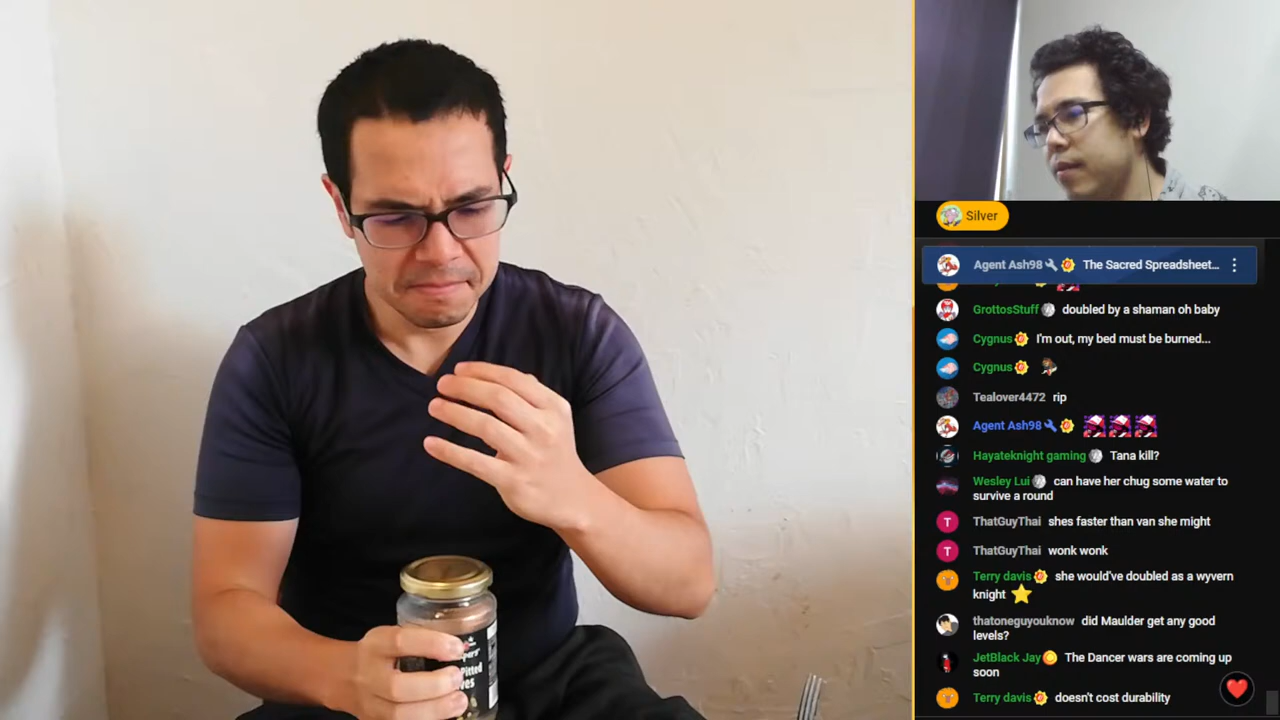 Silver
Agent Ash98 The Sacred Spreadsheet...
GrottosStuff doubled by a shaman oh baby
Cygnus I'm out, my bed must be burned...
Cygnus
Tealover4472 rip
Agent Ash98
Hayateknight gaming Tana kill?
Wesley Lui can have her chug some water to
survive a round
T ThatGuyThai shes faster than van she might
T ThatGuyThai wonk wonk
Terry davis she would've doubled as a wyvern
knight
thatoneguyouknow did Maulder get any good
levels?
JetBlack Jay The Dancer wars are coming up
soon
Terry davis doesn't cost durability
Pitted